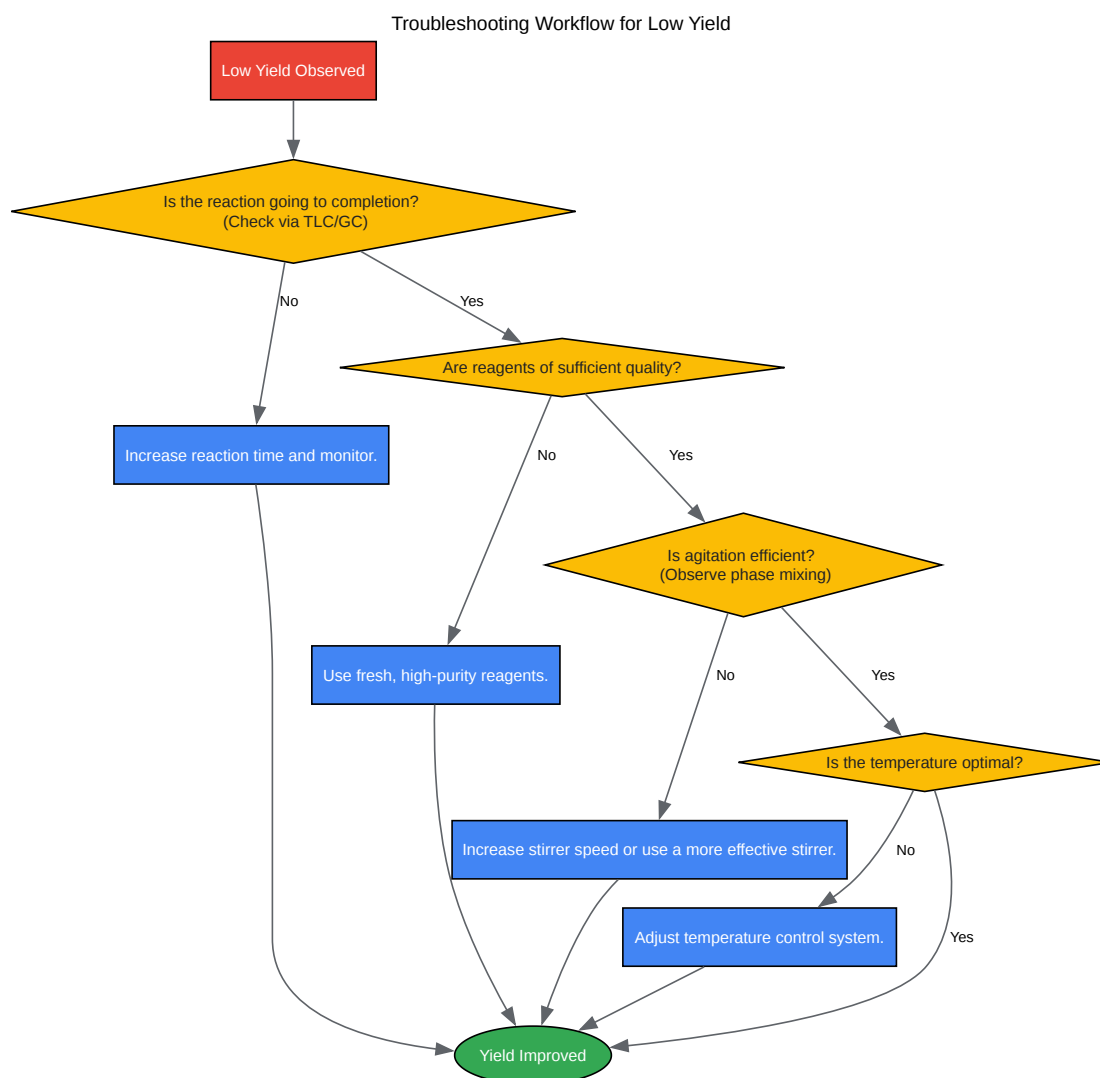 Troubleshooting Workflow for Low Yield
Low Yield Observed
Is the reaction going to completion?
(Check via TLC/GC)
No
Yes
Are reagents of sufficient quality?
Increase reaction time and monitor.
No
Yes
Is agitation efficient?
(Observe phase mixing)
Use fresh, high-purity reagents.
No
Yes
Is the temperature optimal?
Increase stirrer speed or use a more effective stirrer.
No
Adjust temperature control system.
Yes
Yield Improved